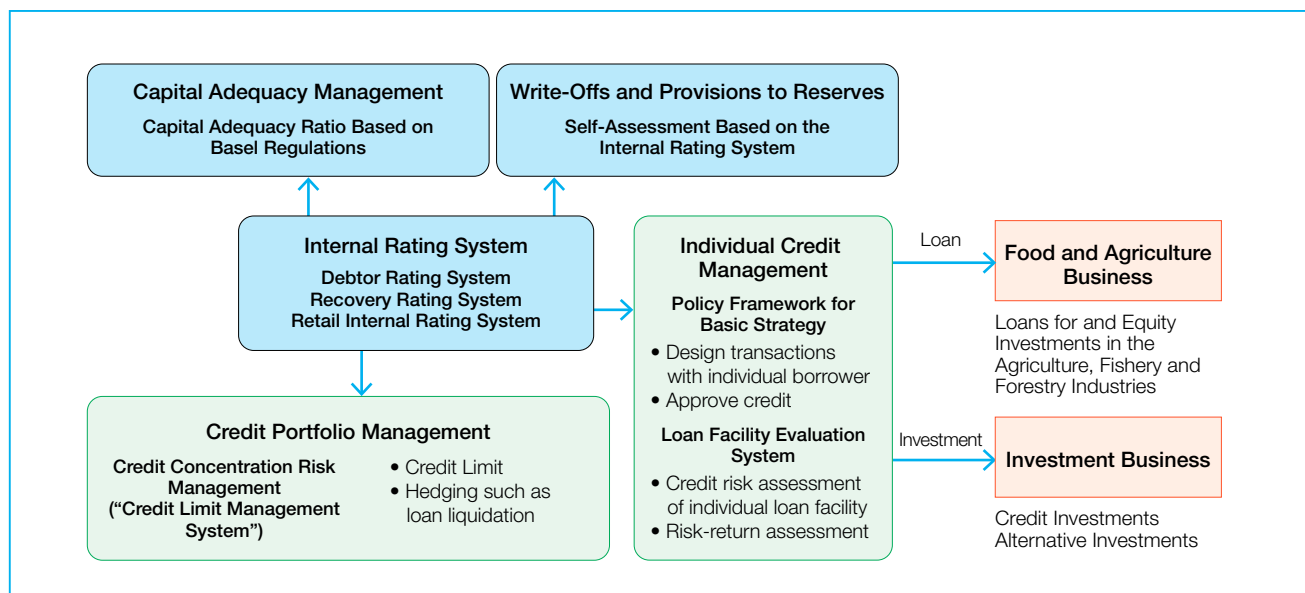 Capital Adequacy Management
Capital Adequacy Ratio Based on
Basel Regulations
Write-Offs and Provisions to Reserves
Self-Assessment Based on the
Internal Rating System
Internal Rating System
Debtor Rating System
Recovery Rating System
Retail Internal Rating System
Credit Portfolio Management
Credit Concentration Risk
Management
(“Credit Limit Management
System”)
• Credit Limit
• Hedging such as
loan liquidation
Individual Credit
Management
Policy Framework for
Basic Strategy
• Design transactions
with individual borrower
• Approve credit
Loan Facility Evaluation
System
• Credit risk assessment
of individual loan facility
• Risk-return assessment
Loan
Food and Agriculture
Business
Loans for and Equity
Investments in the
Agriculture, Fishery and
Forestry Industries
Investment
Investment Business
Credit Investments
Alternative Investments